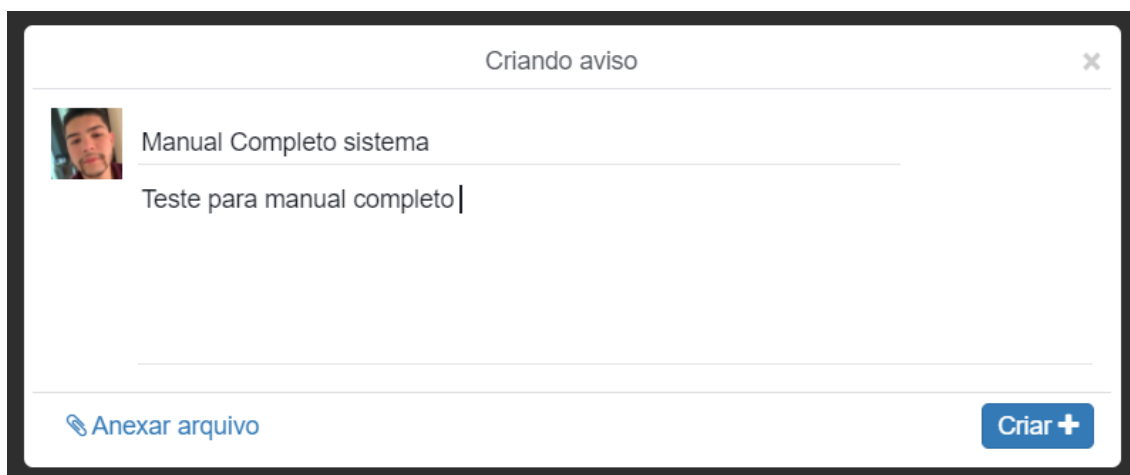 Criando aviso
Manual Completo sistema
Teste para manual completo
Anexar arquivo
Criar